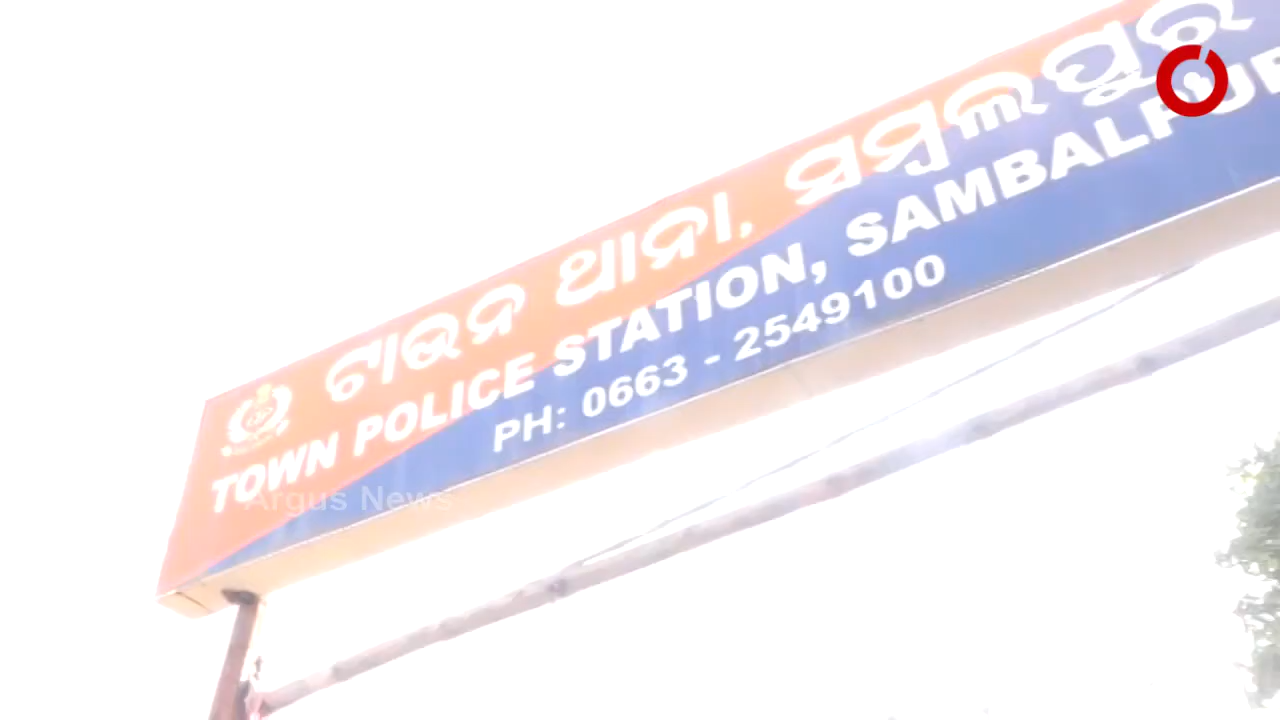 ଟାଉନ ଥାନା, ସମ୍ବଲପୁର
TOWN POLICE STATION, SAMBALPUR
PH: 0663 - 2549100
Argus News